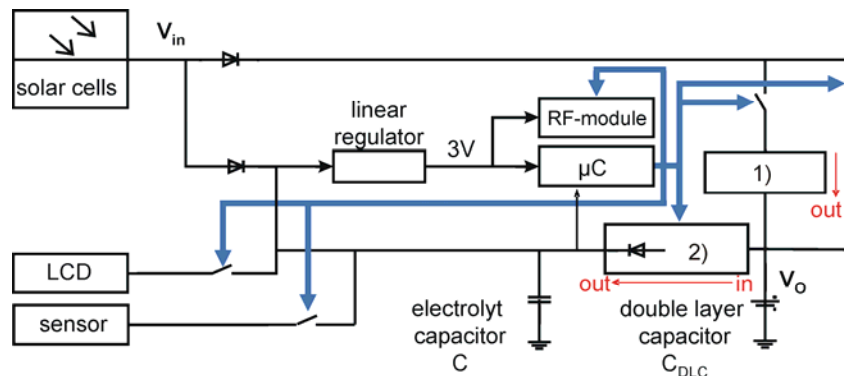 V_in
solar cells
linear
regulator
3V
RF-module
µC
1)
out
2)
out
in
V_O
LCD
sensor
electrolyt
capacitor
C
double layer
capacitor
C_DLC